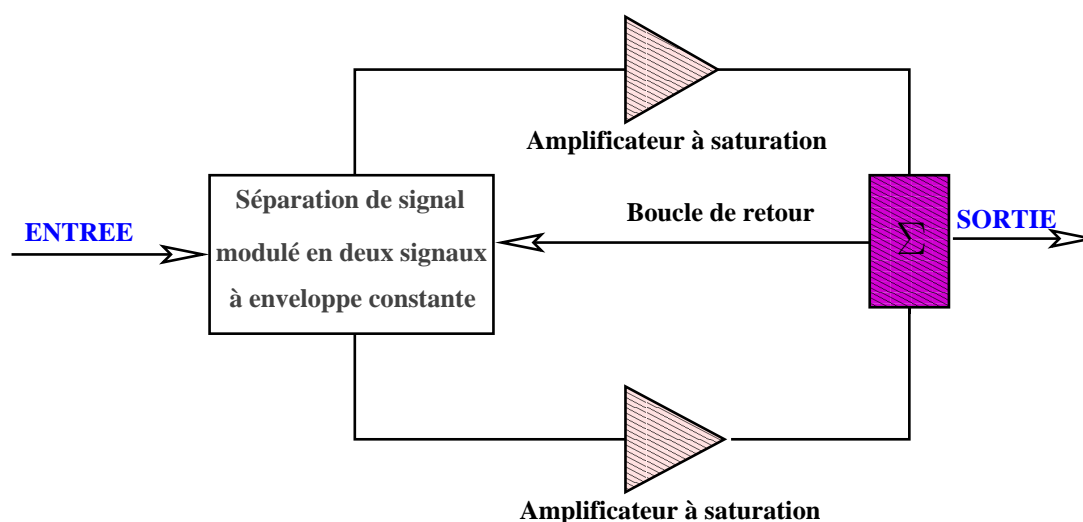 Amplificateur à saturation
Séparation de signal
modulé en deux signaux
à enveloppe constante
ENTREE
Boucle de retour
Σ
SORTIE
Amplificateur à saturation